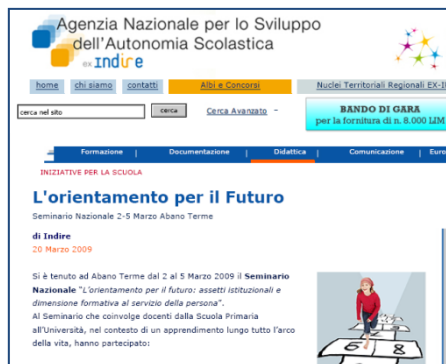 Agenzia Nazionale per lo Sviluppo
dell'Autonomia Scolastica
ex Indire
home chi siamo contatti Albi e Concorsi Nuclei Territoriali Regionali
cerca nel sito cerca Cerca Avanzato -
BANDO DI GARA
per la fornitura di n. 8.000 LIM
Formazione | Documentazione | Didattica | Comunicazione | Euro
INIZIATIVE PER LA SCUOLA
L'orientamento per il Futuro
Seminario Nazionale 2-5 Marzo Abano Terme
di Indire
20 Marzo 2009
Si è tenuto ad Abano Terme dal 2 al 5 Marzo 2009 il Seminario
Nazionale "L'orientamento per il futuro: assetti istituzionali e
dimensione formativa al servizio della persona".
Al Seminario che coinvolge docenti dalla Scuola Primaria
all'Università, nel contesto di un apprendimento lungo tutto l'arco
della vita, hanno partecipato:
6 8